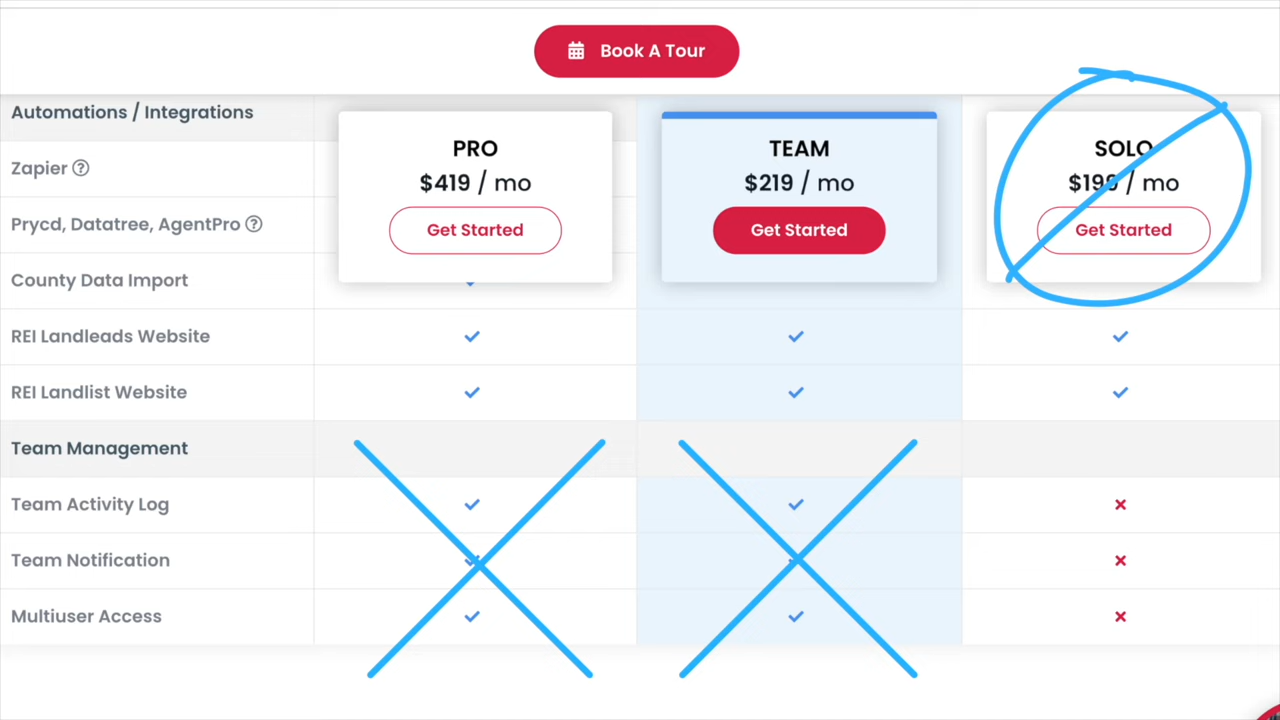 Book A Tour
Automations / Integrations
PRO
$419 / mo
Get Started
TEAM
$219 / mo
Get Started
SOLO
/ mo
Get Started
Zapier
Prycd, Datatree, AgentPro
County Data Import
REI Landleads Website
REI Landlist Website
Team Management
Team Activity Log
Team Notification
Multiuser Access